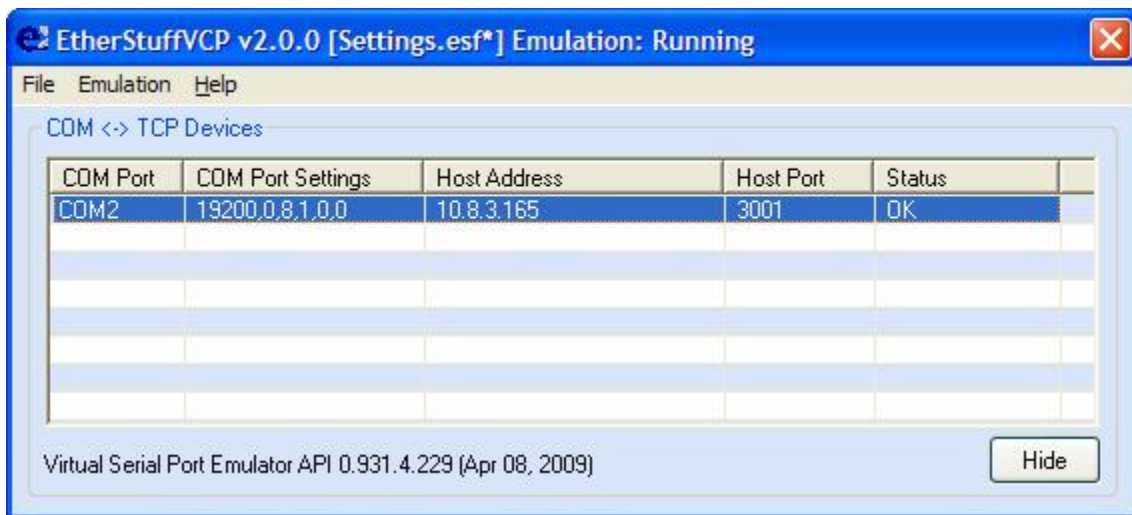 EtherStuffVCP v2.0.0 [Settings.esf*] Emulation: Running
File Emulation Help
COM <-> TCP Devices
COM Port COM Port Settings Host Address Host Port Status
COM2 19200,0,8,1,0,0 10.8.3.165 3001 OK
Virtual Serial Port Emulator API 0.931.4.229 (Apr 08, 2009)
Hide